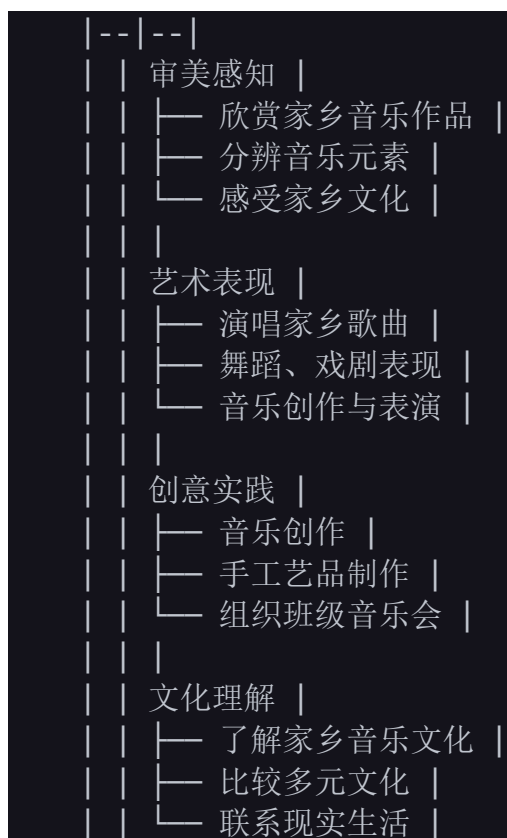 |--|--|
| | 审美感知 |
| | ├── 欣赏家乡音乐作品 |
| | ├── 分辨音乐元素 |
| | └── 感受家乡文化 |
| | |
| | 艺术表现 |
| | ├── 演唱家乡歌曲 |
| | ├── 舞蹈、戏剧表现 |
| | └── 音乐创作与表演 |
| | |
| | 创意实践 |
| | ├── 音乐创作 |
| | ├── 手工艺品制作 |
| | └── 组织班级音乐会 |
| | |
| | 文化理解 |
| | ├── 了解家乡音乐文化 |
| | ├── 比较多元文化 |
| | └── 联系现实生活 |